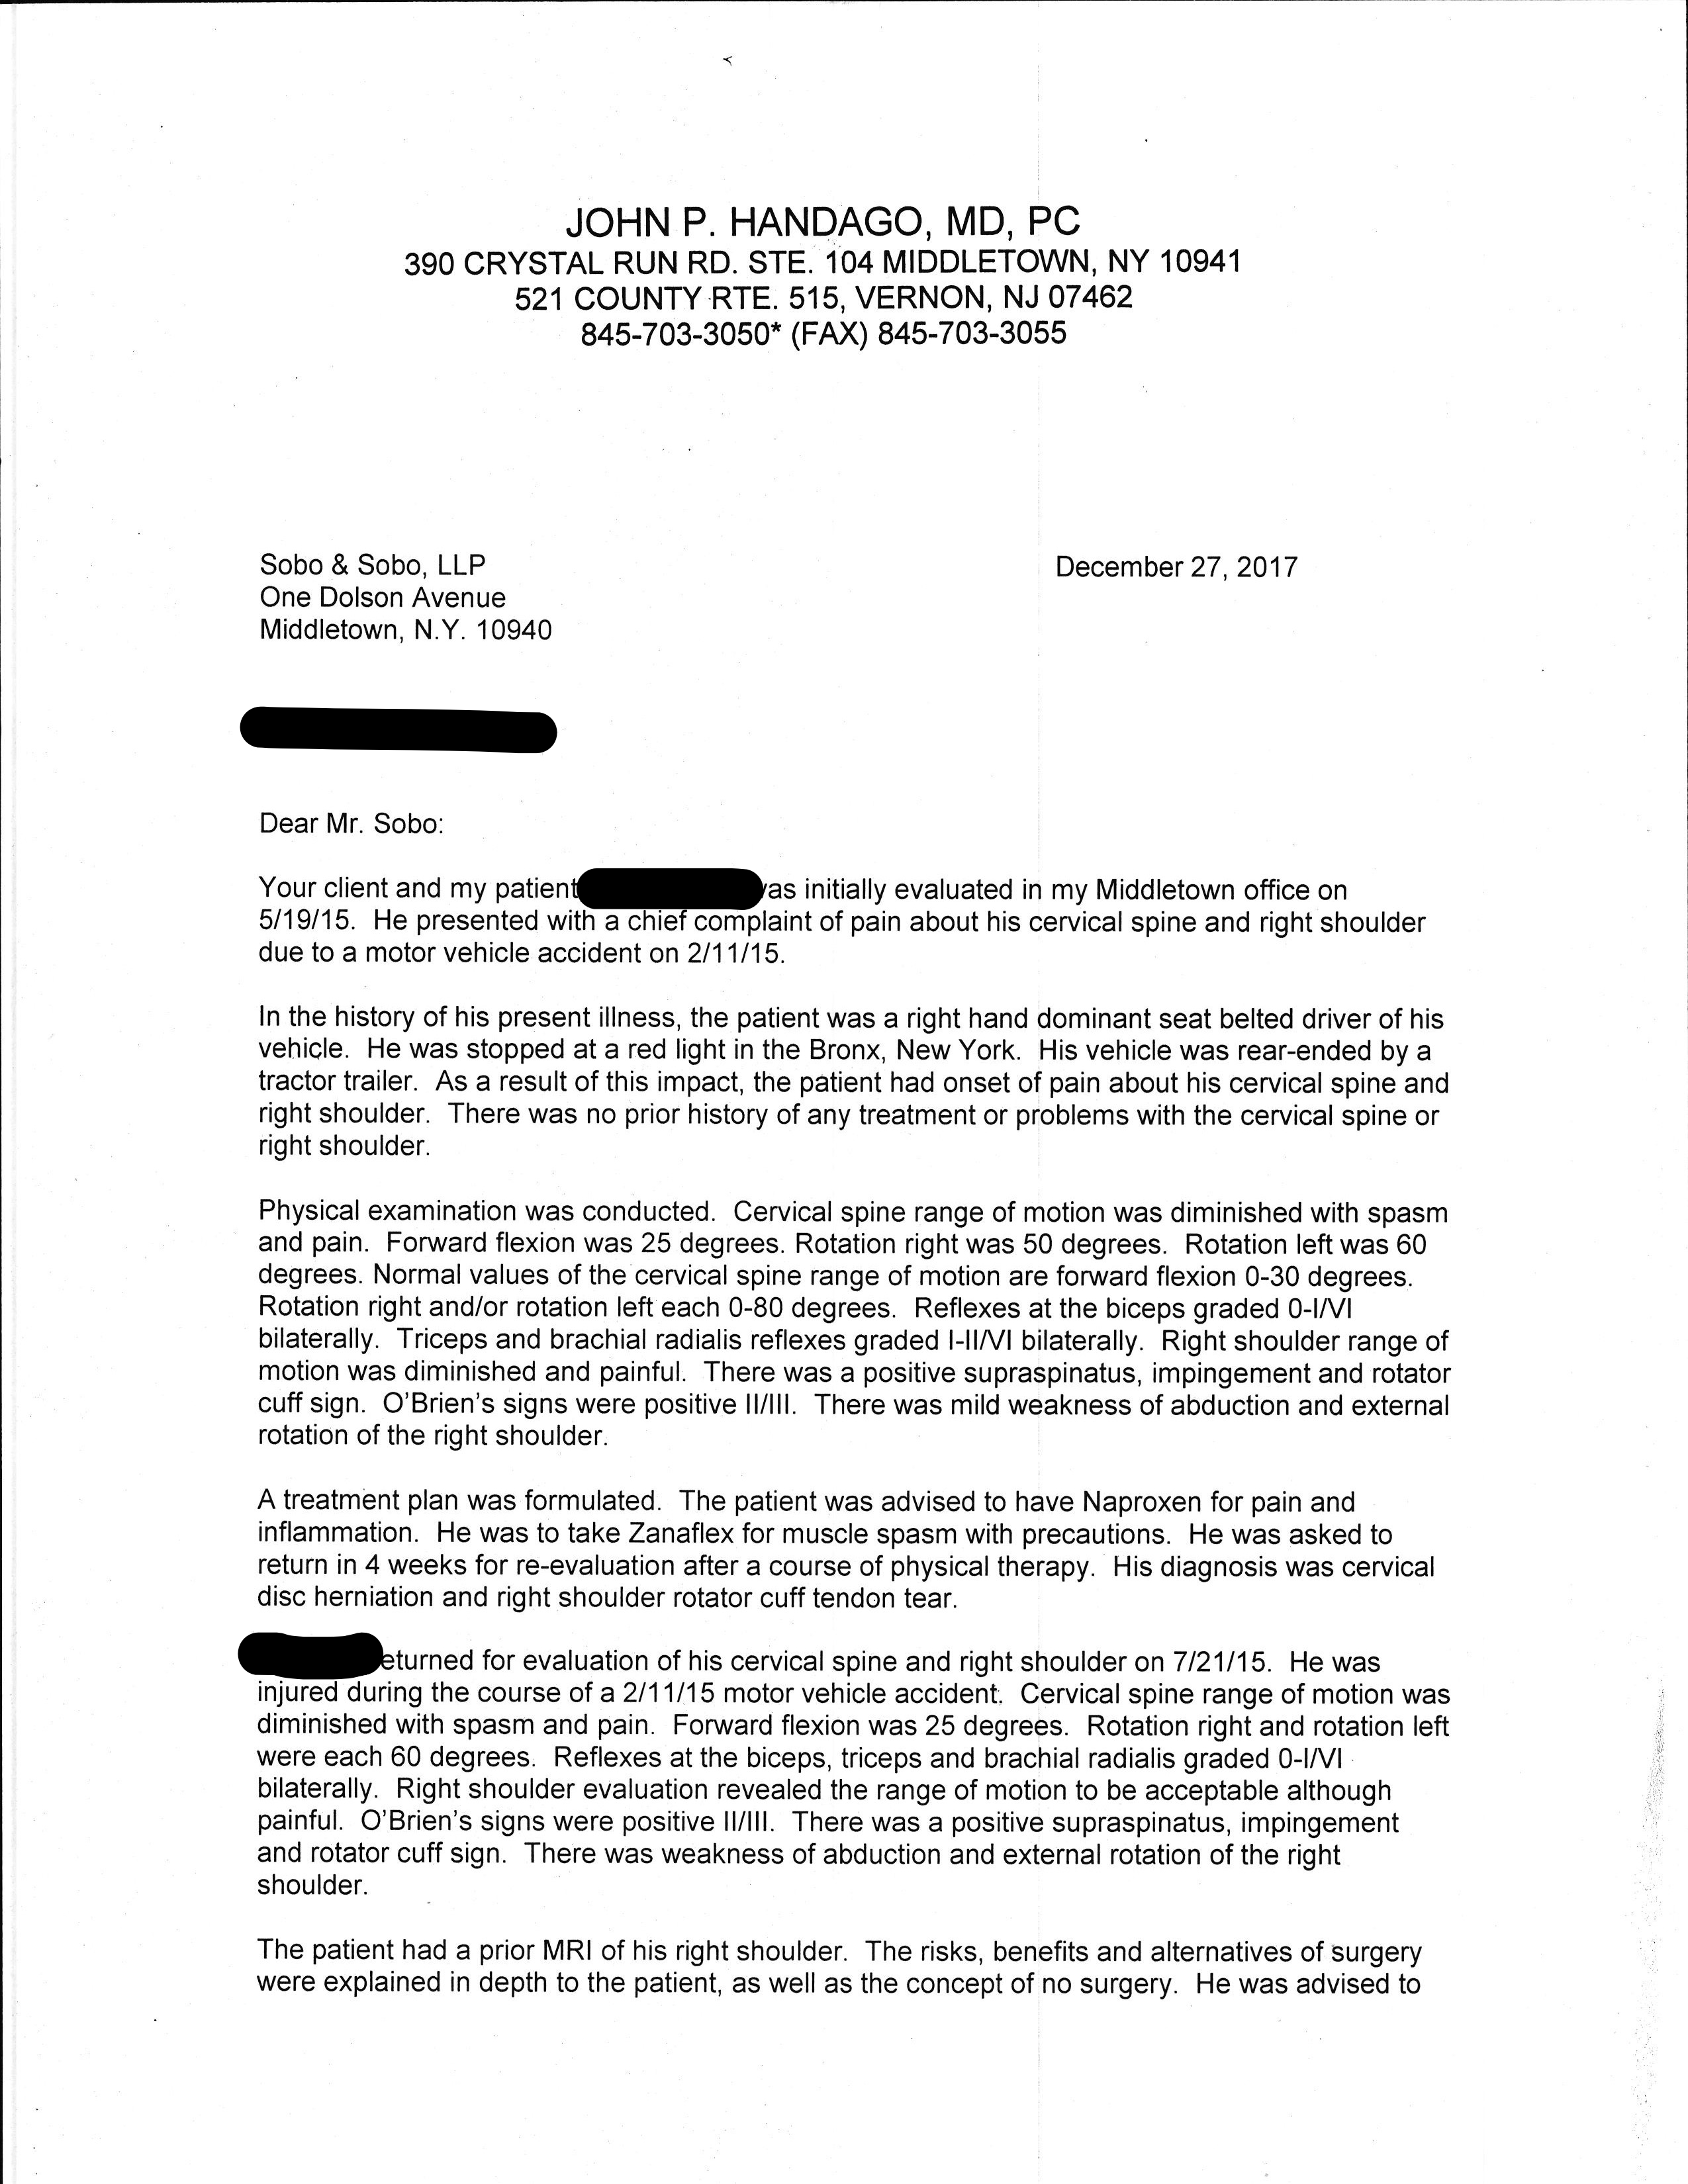 JOHN P. HANDAGO, MD, PC
390 CRYSTAL RUN RD. STE. 104 MIDDLETOWN, NY 10941
521 COUNTY RTE. 515, VERNON, NJ 07462
845-703-3050* (FAX) 845-703-3055
Sobo & Sobo, LLP
December 27, 2017
One Dolson Avenue
Middletown, N.Y. 10940
Dear Mr. Sobo:
Your client and my patient as initially evaluated in my Middletown office on
5/19/15. He presented with a chief complaint of pain about his cervical spine and right shoulder
due to a motor vehicle accident on 2/11/15.
In the history of his present illness, the patient was a right hand dominant seat belted driver of his
vehicle. He was stopped at a red light in the Bronx, New York. His vehicle was rear-ended by a
tractor trailer. As a result of this impact, the patient had onset of pain about his cervical spine and
right shoulder. There was no prior history of any treatment or problems with the cervical spine or
right shoulder.
Physical examination was conducted. Cervical spine range of motion was diminished with spasm
and pain. Forward flexion was 25 degrees. Rotation right was 50 degrees. Rotation left was 60
degrees. Normal values of the cervical spine range of motion are forward flexion 0-30 degrees.
Rotation right and/or rotation left each 0-80 degrees. Reflexes at the biceps graded 0-I/VI
bilaterally. Triceps and brachial radialis reflexes graded I-II/VI bilaterally. Right shoulder range of
motion was diminished and painful. There was a positive supraspinatus, impingement and rotator
cuff sign. O'Brien's signs were positive II/III. There was mild weakness of abduction and external
rotation of the right shoulder.
A treatment plan was formulated. The patient was advised to have Naproxen for pain and
inflammation. He was to take Zanaflex for muscle spasm with precautions. He was asked to
return in 4 weeks for re-evaluation after a course of physical therapy. His diagnosis was cervical
disc herniation and right shoulder rotator cuff tendon tear.
eturned for evaluation of his cervical spine and right shoulder on 7/21/15. He was
injured during the course of a 2/11/15 motor vehicle accident. Cervical spine range of motion was
diminished with spasm and pain. Forward flexion was 25 degrees. Rotation right and rotation left
were each 60 degrees. Reflexes at the biceps, triceps and brachial radialis graded 0-I/VI
bilaterally. Right shoulder evaluation revealed the range of motion to be acceptable although
painful. O'Brien's signs were positive II/III. There was a positive supraspinatus, impingement
and rotator cuff sign. There was weakness of abduction and external rotation of the right
shoulder.
The patient had a prior MRI of his right shoulder. The risks, benefits and alternatives of surgery
were explained in depth to the patient, as well as the concept of no surgery. He was advised to